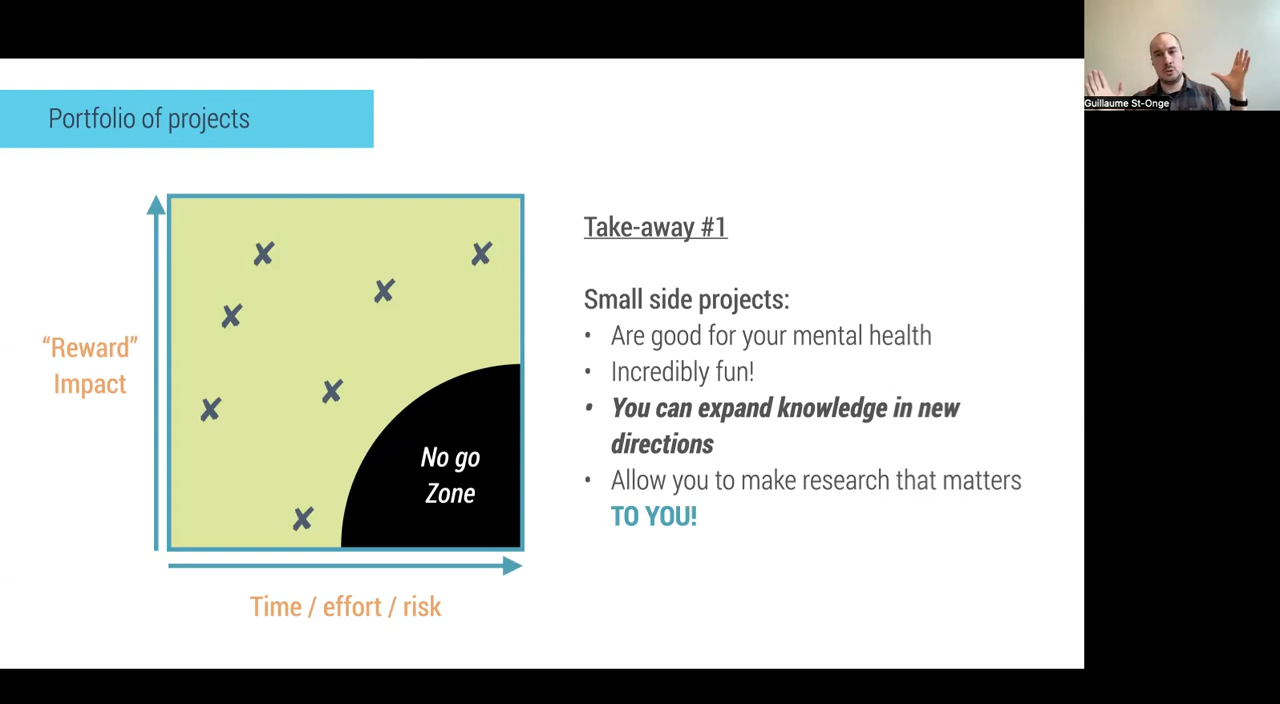 Guillaume St-Onge
Portfolio of projects
“Reward”
Impact
No go
Zone
Time / effort / risk
Take-away #1
Small side projects:
• Are good for your mental health
• Incredibly fun!
• You can expand knowledge in new
directions
• Allow you to make research that matters
TO YOU!